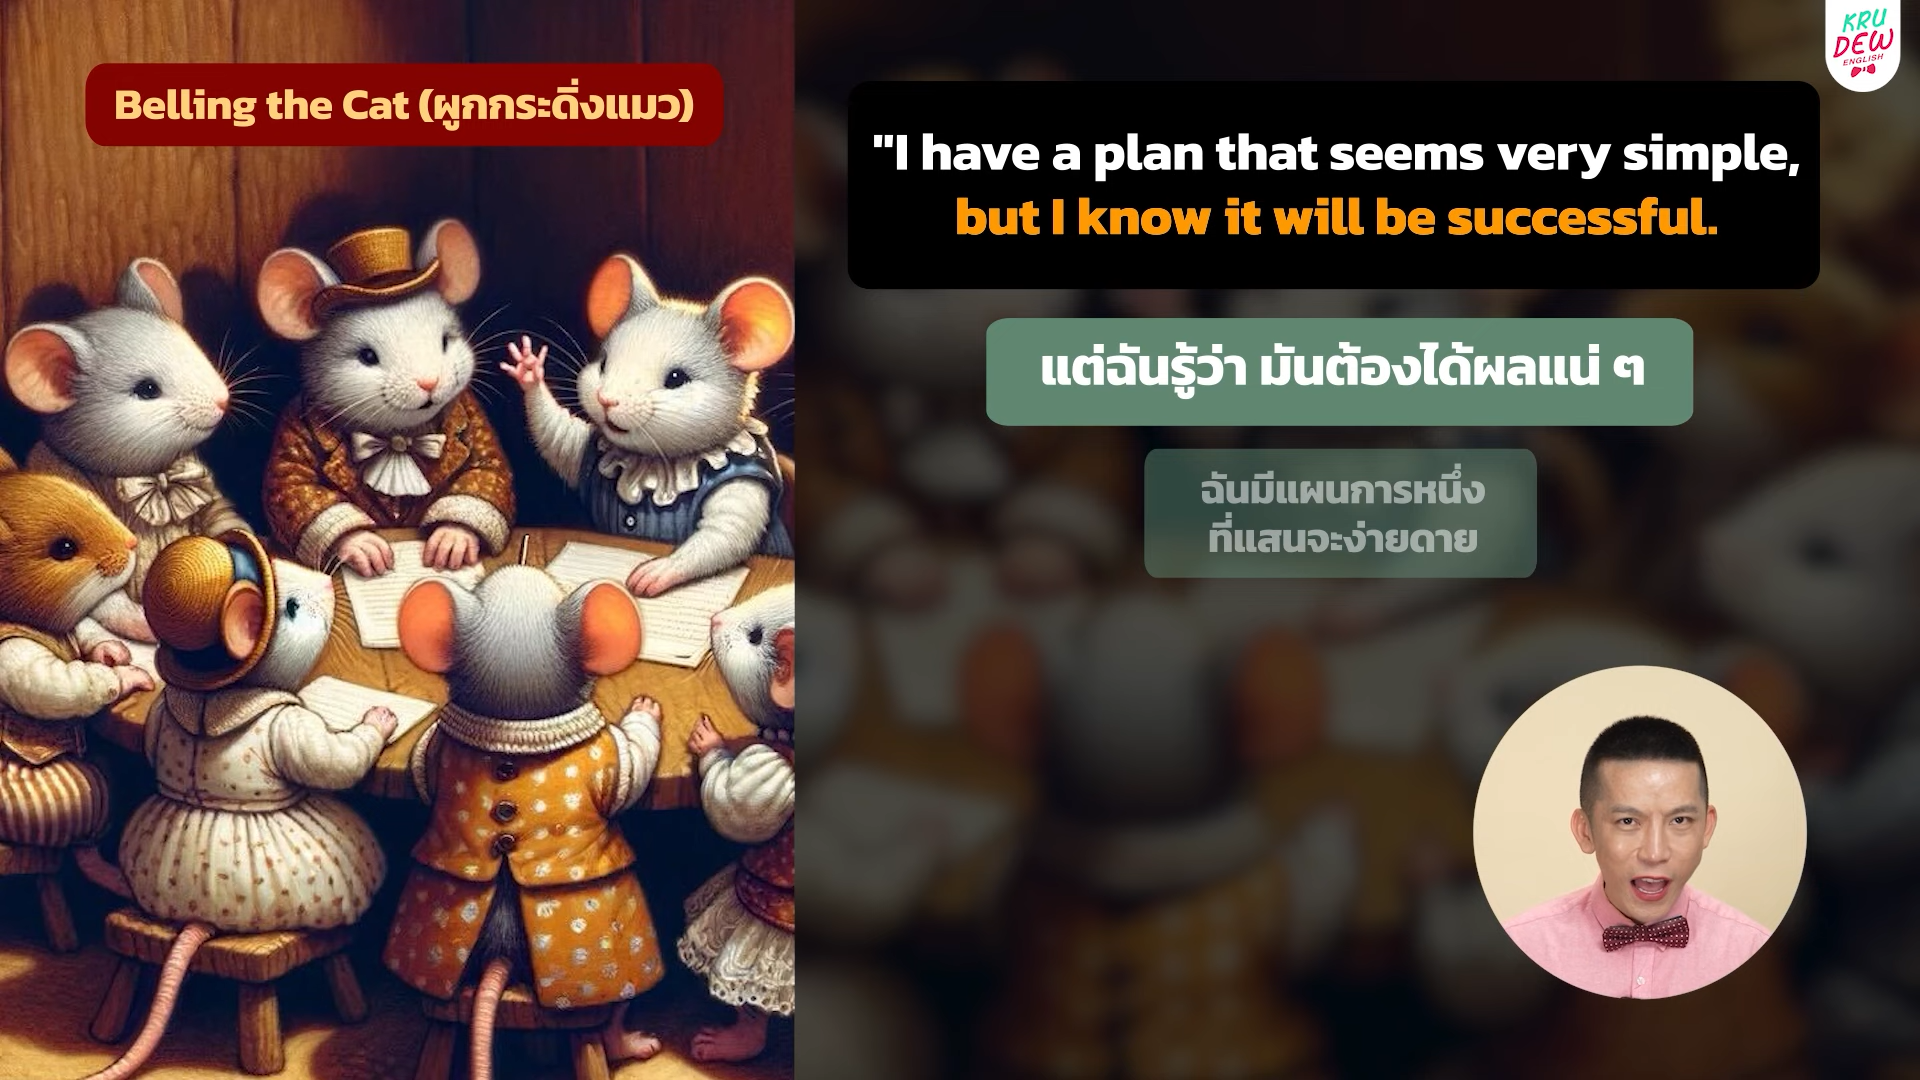 Belling the Cat (ผูกกระดิ่งแมว)
KRU
DEW
ENGLISH
"I have a plan that seems very simple,
but I know it will be successful.
แต่ฉันรู้ว่า มันต้องได้ผลแน่ ๆ
ฉันมีแผนการหนึ่ง
ที่แสนจะง่ายดาย